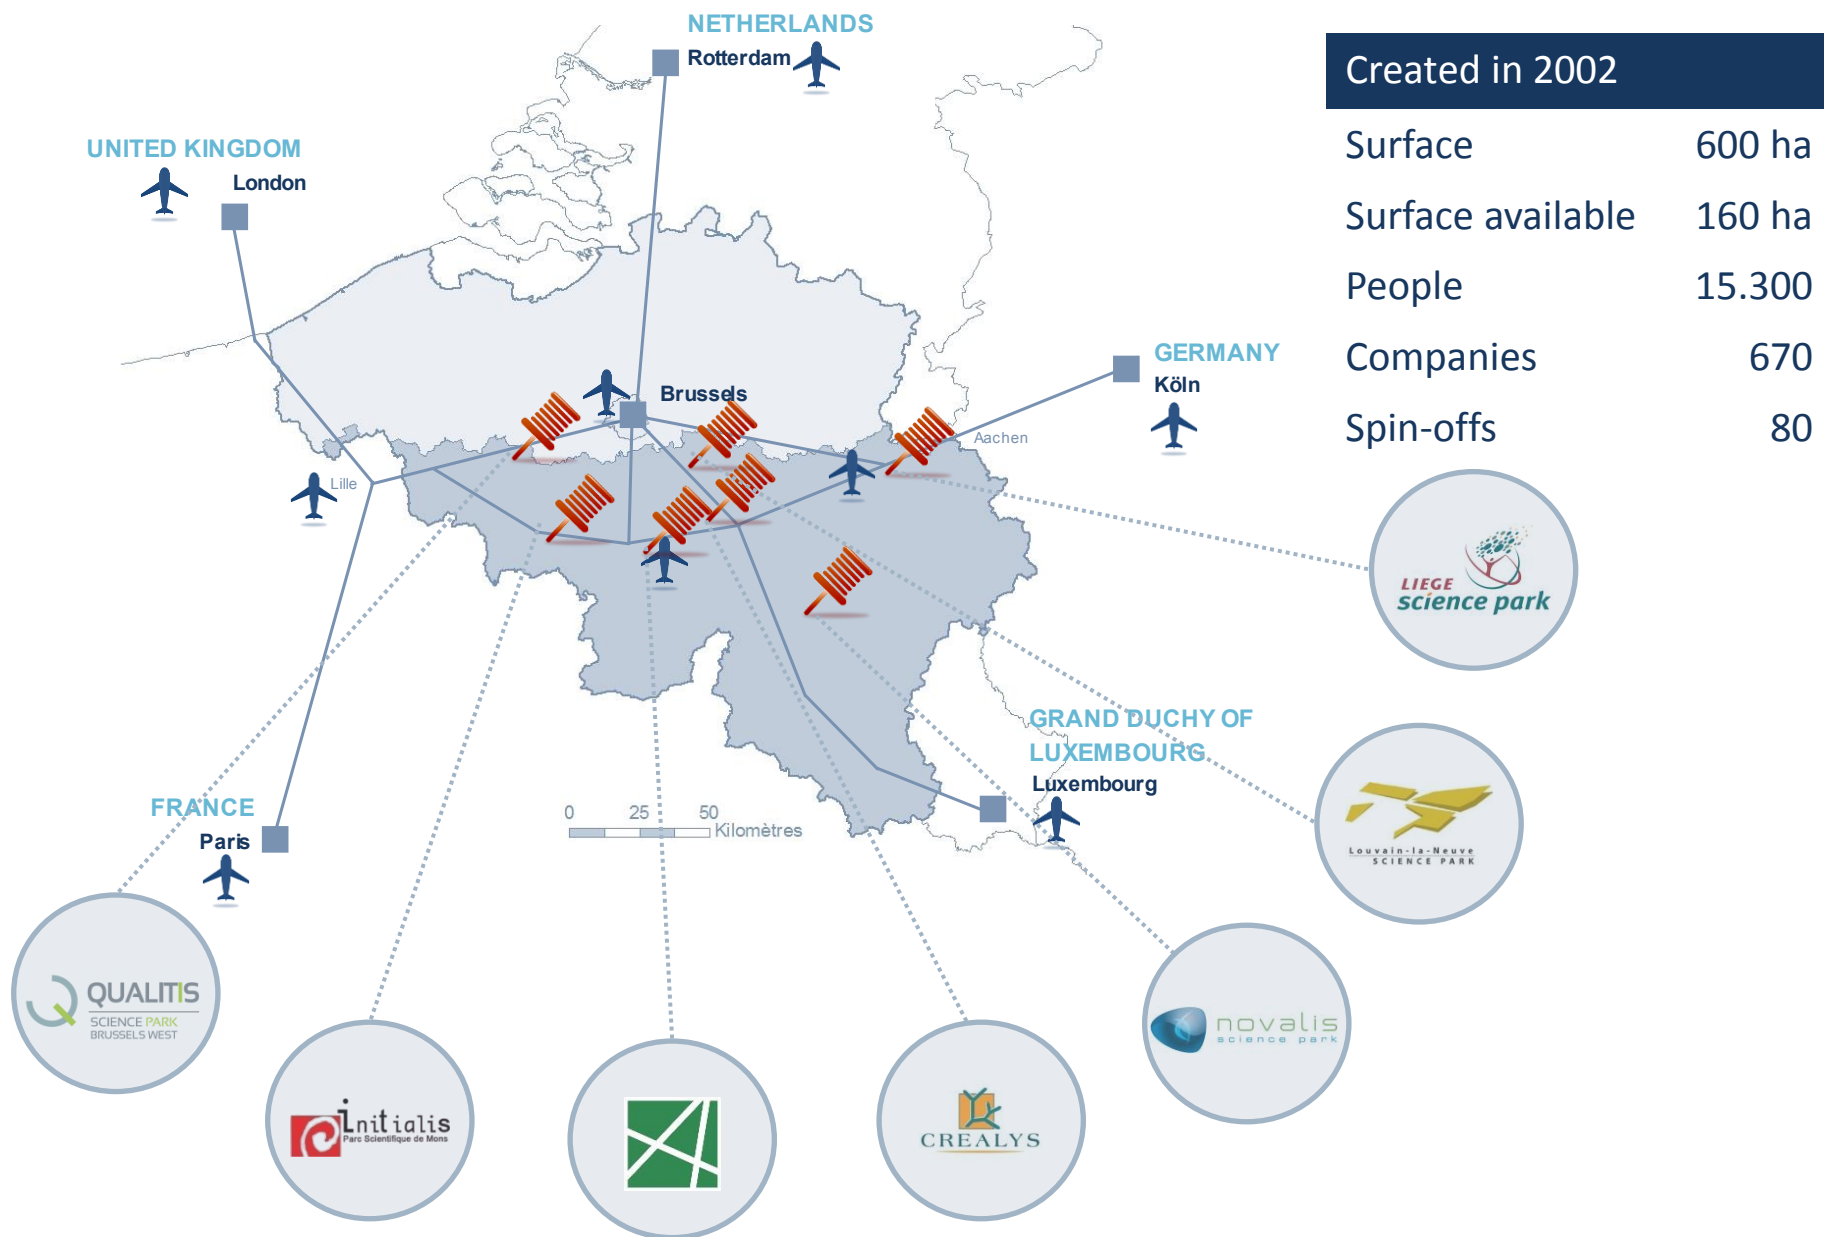 NETHERLANDS
Rotterdam
UNITED KINGDOM
London
Created in 2002
Surface 600 ha
Surface available 160 ha
People 15.300
Companies 670
Spin-offs 80
GERMANY
Köln
Brussels
Aachen
Lille
LIEGE
science park
GRAND DUCHY OF
LUXEMBOURG
Luxembourg
0 25 50
Kilomètres
FRANCE
Paris
Louvain-la-Neuve
SCIENCE PARK
QUALITIS
SCIENCE PARK
BRUSSELS WEST
novalis
science park
initialis
Parc Scientifique de Mons
CREALYS